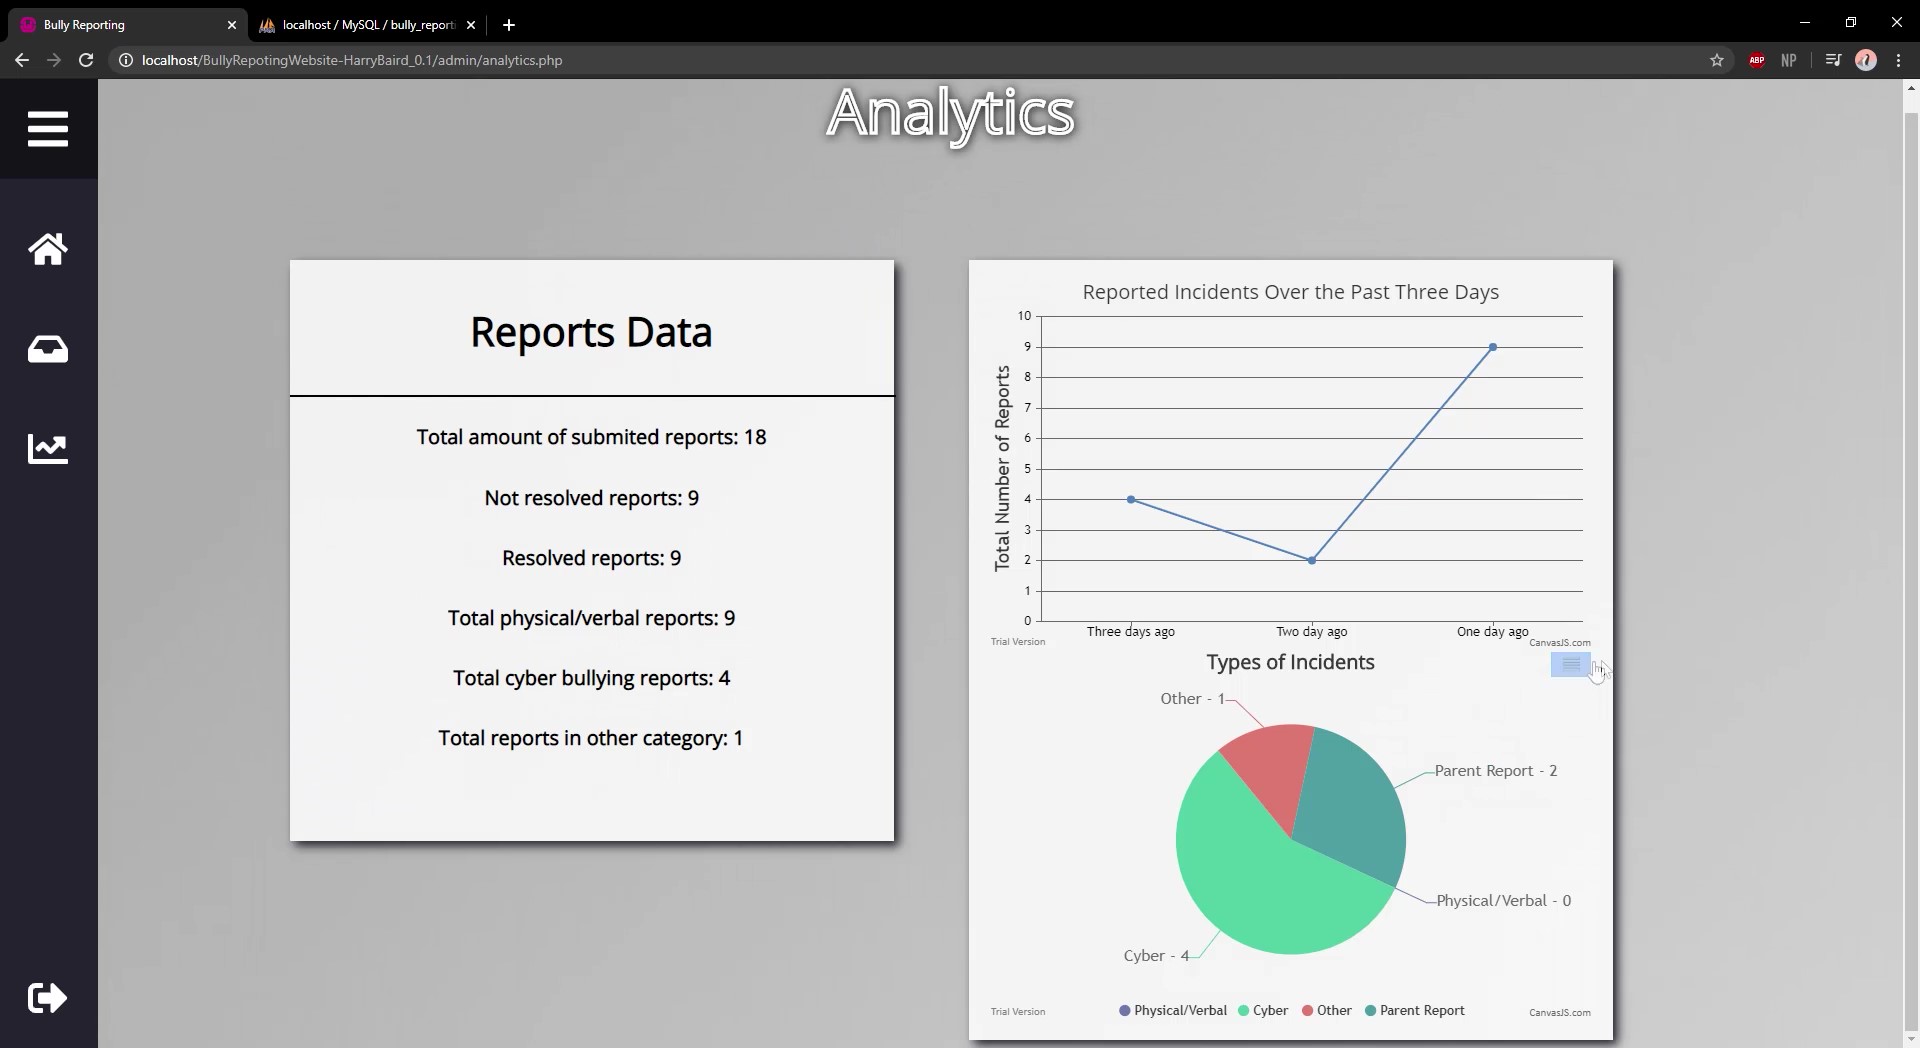 Bully Reporting
localhost / MySQL / bully_reporti
localhost/BullyRepotingWebsite-HarryBaird_0.1/admin/analytics.php
ABP
NP
Analytics
Reports Data
Total amount of submited reports: 18
Not resolved reports: 9
Resolved reports: 9
Total physical/verbal reports: 9
Total cyber bullying reports: 4
Total reports in other category: 1
Reported Incidents Over the Past Three Days
Total Number of Reports
10
9
8
7
6
5
4
3
2
1
0
Three days ago
Two day ago
One day ago
Trial Version
CanvasJS.com
Types of Incidents
Other - 1
Parent Report - 2
Physical/Verbal - 0
Cyber - 4
Physical/Verbal
Cyber
Other
Parent Report
Trial Version
CanvasJS.com